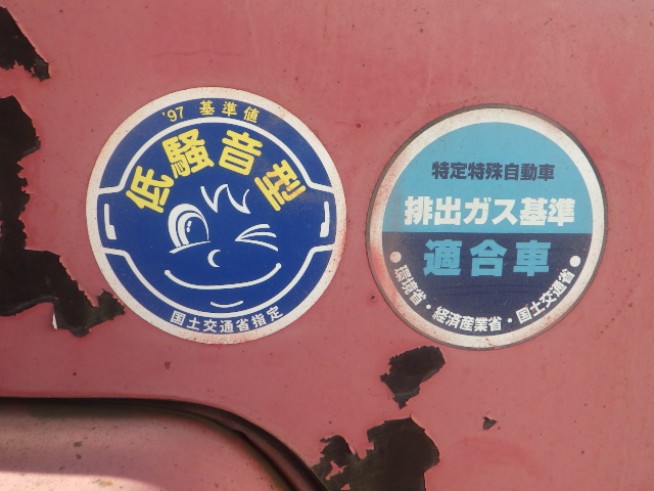 '97 基準値
低騒音型
国土交通省指定
特定特殊自動車
排出ガス基準
適合車
●環境省・経済産業省・国土交通省●